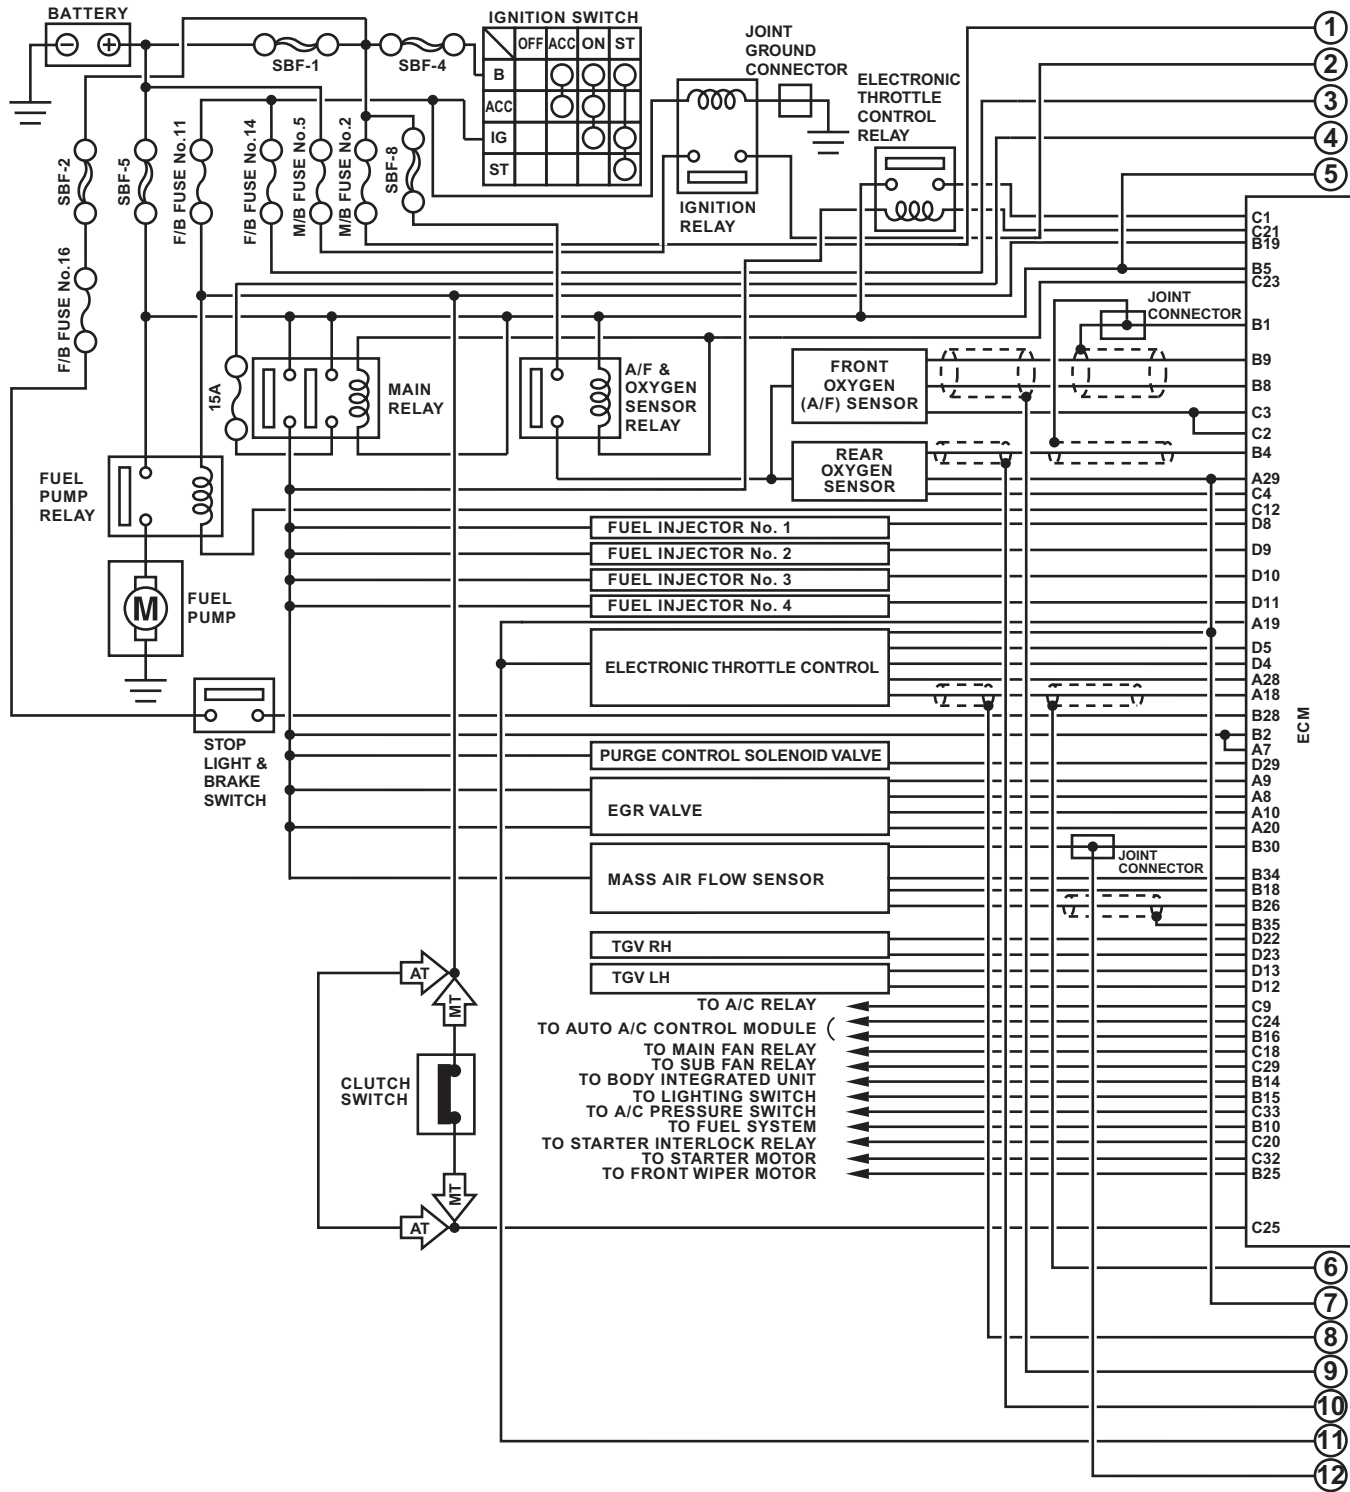 BATTERY
SBF-1
SBF-4
IGNITION SWITCH
OFF ACC ON ST
B
ACC
IG
ST
JOINT
GROUND
CONNECTOR
ELECTRONIC
THROTTLE
CONTROL
RELAY
IGNITION
RELAY
1
2
3
4
5
SBF-2
SBF-5
F/B FUSE No.11
F/B FUSE No.14
M/B FUSE No.5
M/B FUSE No.2
SBF-8
F/B FUSE No.16
15A
MAIN
RELAY
A/F &
OXYGEN
SENSOR
RELAY
FRONT
OXYGEN
(A/F) SENSOR
REAR
OXYGEN
SENSOR
JOINT
CONNECTOR
FUEL
PUMP
RELAY
M
FUEL
PUMP
STOP
LIGHT &
BRAKE
SWITCH
FUEL INJECTOR No. 1
FUEL INJECTOR No. 2
FUEL INJECTOR No. 3
FUEL INJECTOR No. 4
ELECTRONIC THROTTLE CONTROL
PURGE CONTROL SOLENOID VALVE
EGR VALVE
MASS AIR FLOW SENSOR
JOINT
CONNECTOR
TGV RH
TGV LH
TO A/C RELAY
TO AUTO A/C CONTROL MODULE (
TO MAIN FAN RELAY
TO SUB FAN RELAY
TO BODY INTEGRATED UNIT
TO LIGHTING SWITCH
TO A/C PRESSURE SWITCH
TO FUEL SYSTEM
TO STARTER INTERLOCK RELAY
TO STARTER MOTOR
TO FRONT WIPER MOTOR
AT
MT
CLUTCH
SWITCH
MT
AT
C1
C21
B19
B5
C23
B1
B9
B8
C3
C2
B4
A29
C4
C12
D8
D9
D10
D11
A19
D5
D4
A28
A18
B28
B2
A7
D29
A9
A8
A10
A20
B30
B34
B18
B26
B35
D22
D23
D13
D12
C9
C24
B16
C18
C29
B14
B15
C33
B10
C20
C32
B25
C25
ECM
6
7
8
9
10
11
12